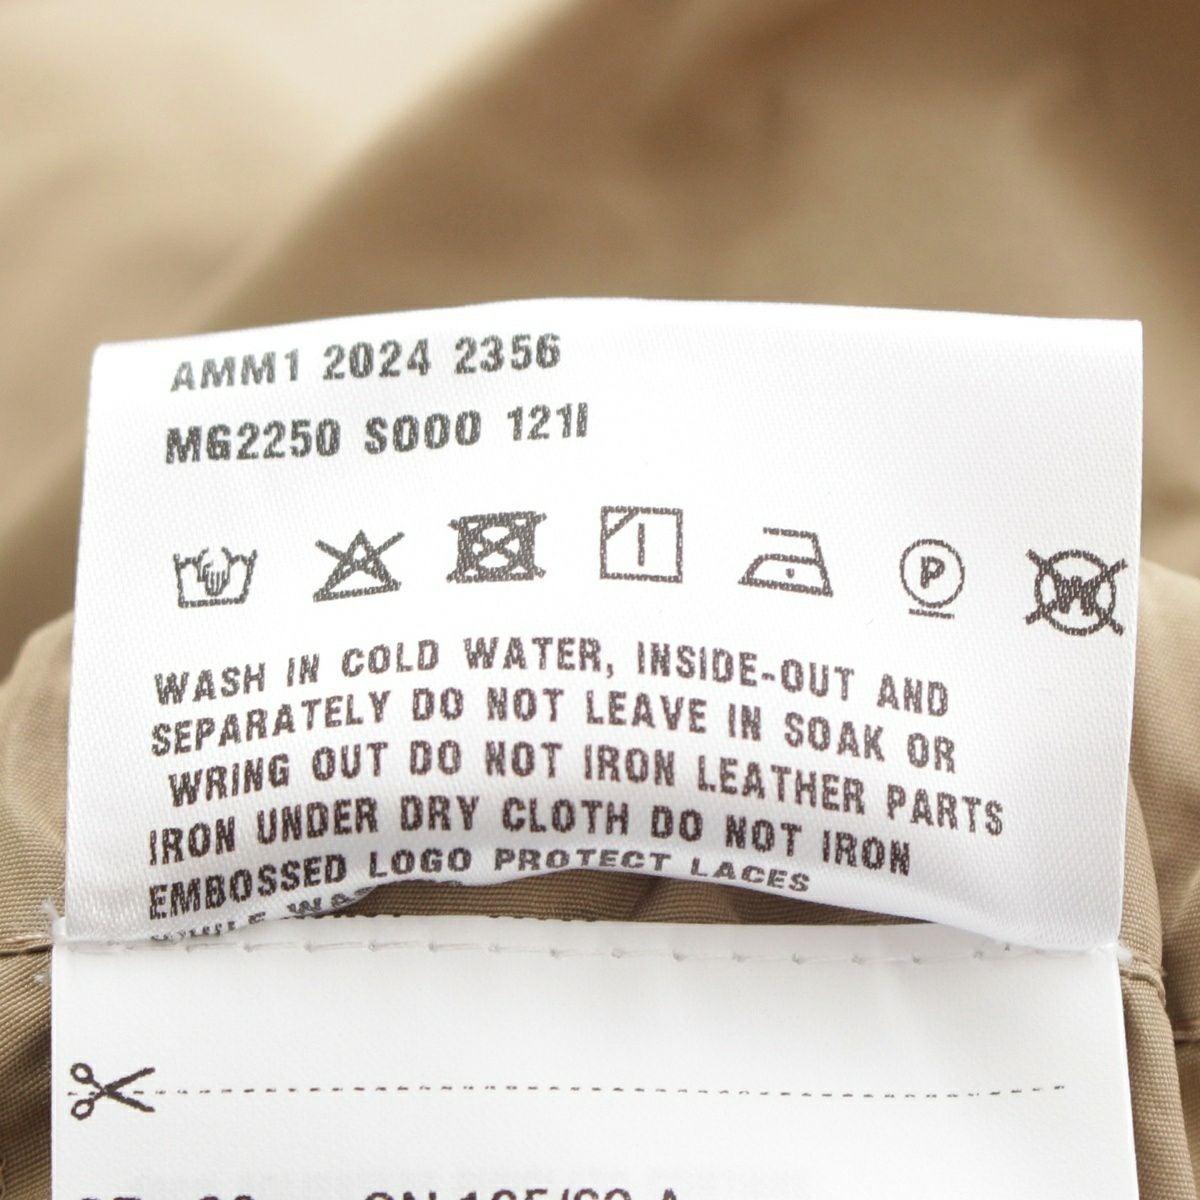 AMM1 2024 2356
MG2250 S000 121I
P
W
WASH IN COLD WATER, INSIDE-OUT AND
SEPARATELY DO NOT LEAVE IN SOAK OR
WRING OUT DO NOT IRON LEATHER PARTS
IRON UNDER DRY CLOTH DO NOT IRON
EMBOSSED LOGO PROTECT LACES